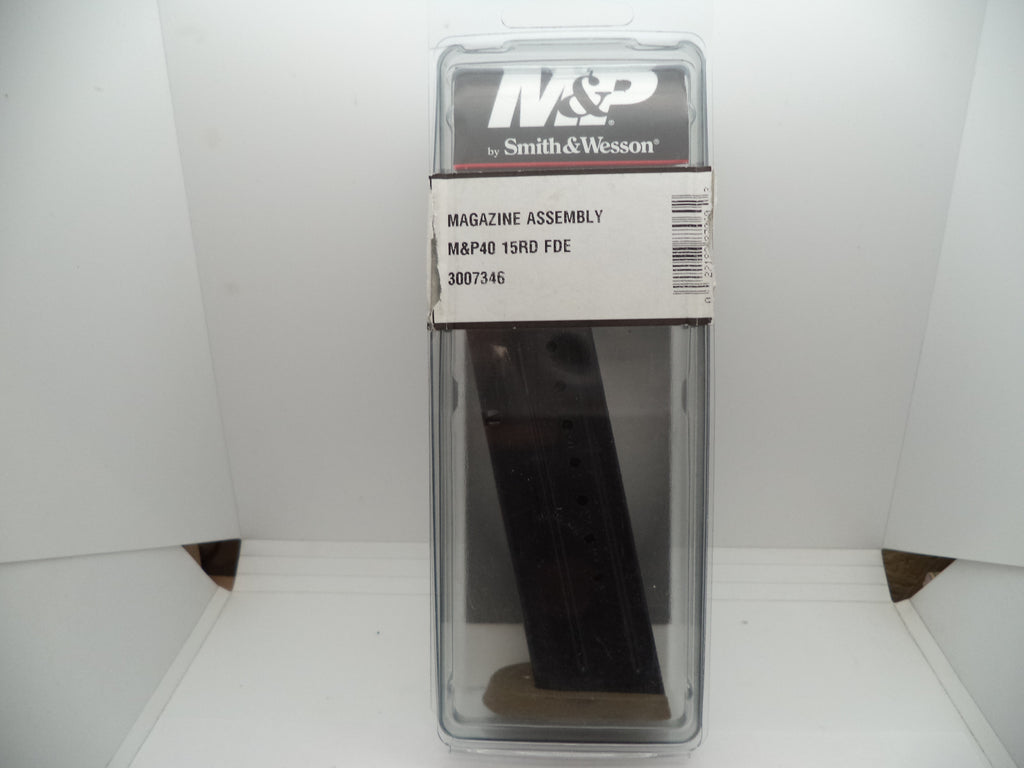 M&P®
by Smith&Wesson®
MAGAZINE ASSEMBLY
M&P40 15RD FDE
3007346